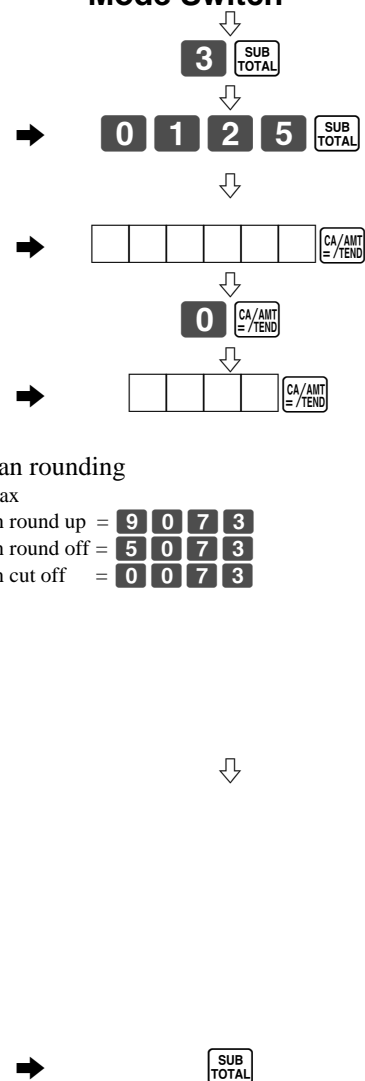 Mode Switch
3 SUB TOTAL
0 1 2 5 SUB TOTAL
CA/AMT = /TEND
0 CA/AMT = /TEND
CA/AMT = /TEND
an rounding
ax
n round up = 9 0 7 3
n round off = 5 0 7 3
n cut off = 0 0 7 3
SUB TOTAL